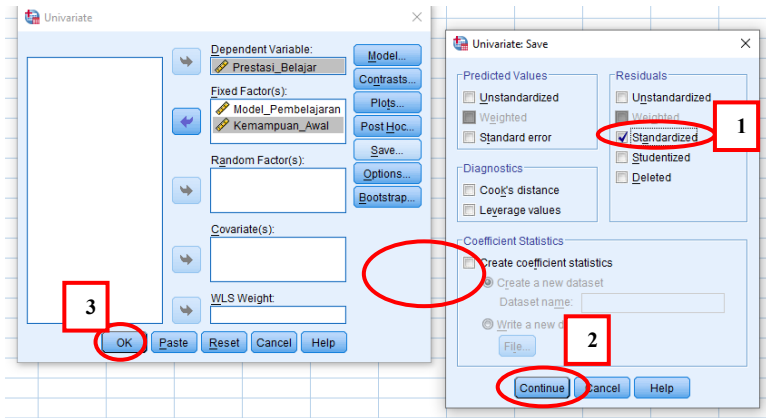 Univariate
Dependent Variable:
Prestasi_Belajar
Fixed Factor(s):
Model_Pembelajaran
Kemampuan_Awal
Random Factor(s):
Covariate(s):
WLS Weight:
Model...
Contrasts...
Plots...
Post Hoc...
Save...
Options...
Bootstrap...
3
OK Paste Reset Cancel Help
Univariate: Save
Predicted Values
Unstandardized
Weighted
Standard error
Diagnostics
Cook's distance
Leverage values
Residuals
Unstandardized
Weighted
Standardized
Studentized
Deleted
1
Coefficient Statistics
Create coefficient statistics
Create a new dataset
Dataset name:
Write a new d
File...
2
Continue Cancel Help